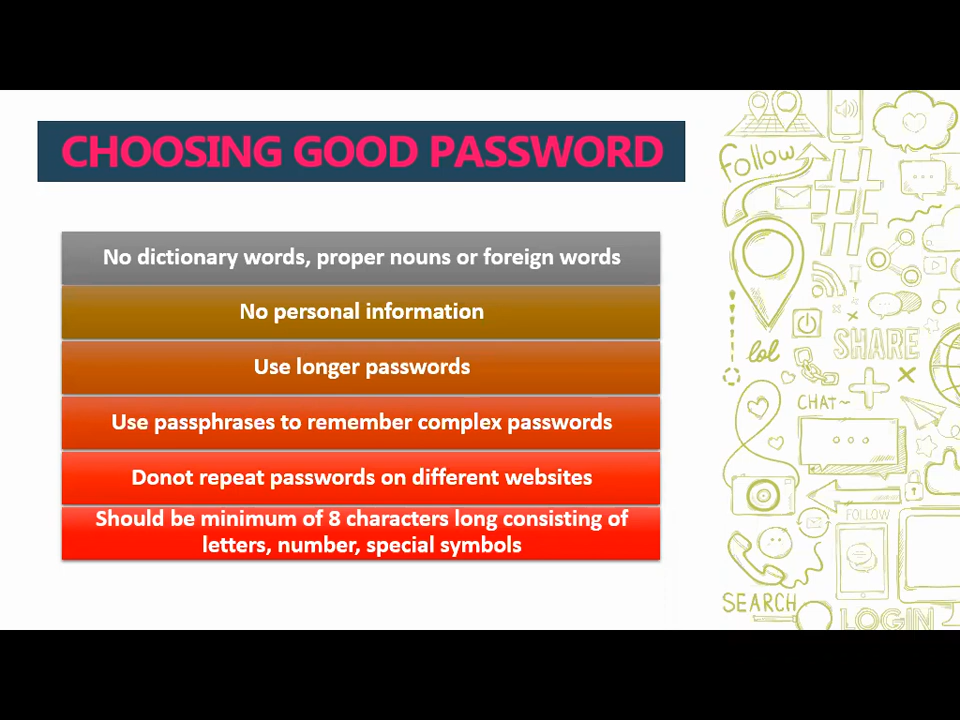 CHOOSING GOOD PASSWORD
No dictionary words, proper nouns or foreign words
No personal information
Use longer passwords
Use passphrases to remember complex passwords
Donot repeat passwords on different websites
Should be minimum of 8 characters long consisting of
letters, number, special symbols
follow
#
lol
SHARE
CHAT~
FOLLOW
SEARCH
LOGIN